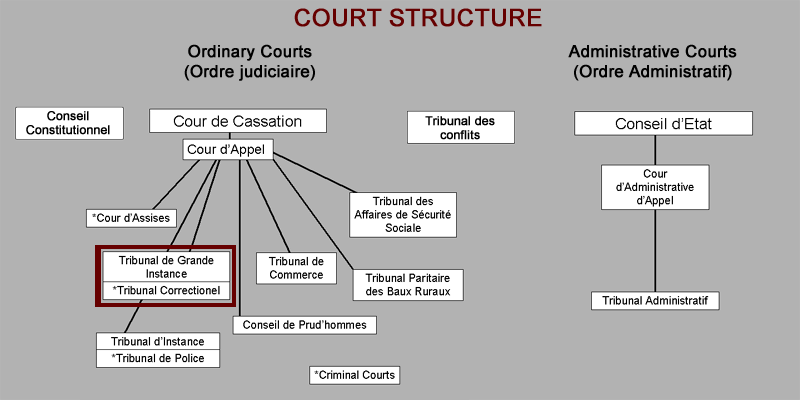 COURT STRUCTURE
Ordinary Courts
(Ordre judiciaire)
Administrative Courts
(Ordre Administratif)
Conseil
Constitutionnel
Cour de Cassation
Tribunal des
conflits
Conseil d'Etat
Cour d'Appel
Cour
d'Administrative
d'Appel
*Cour d'Assises
Tribunal des
Affaires de Sécurité
Sociale
Tribunal de Grande
Instance
*Tribunal Correctionel
Tribunal de
Commerce
Tribunal Paritaire
des Baux Ruraux
Tribunal Administratif
Conseil de Prud'hommes
Tribunal d'Instance
*Tribunal de Police
*Criminal Courts